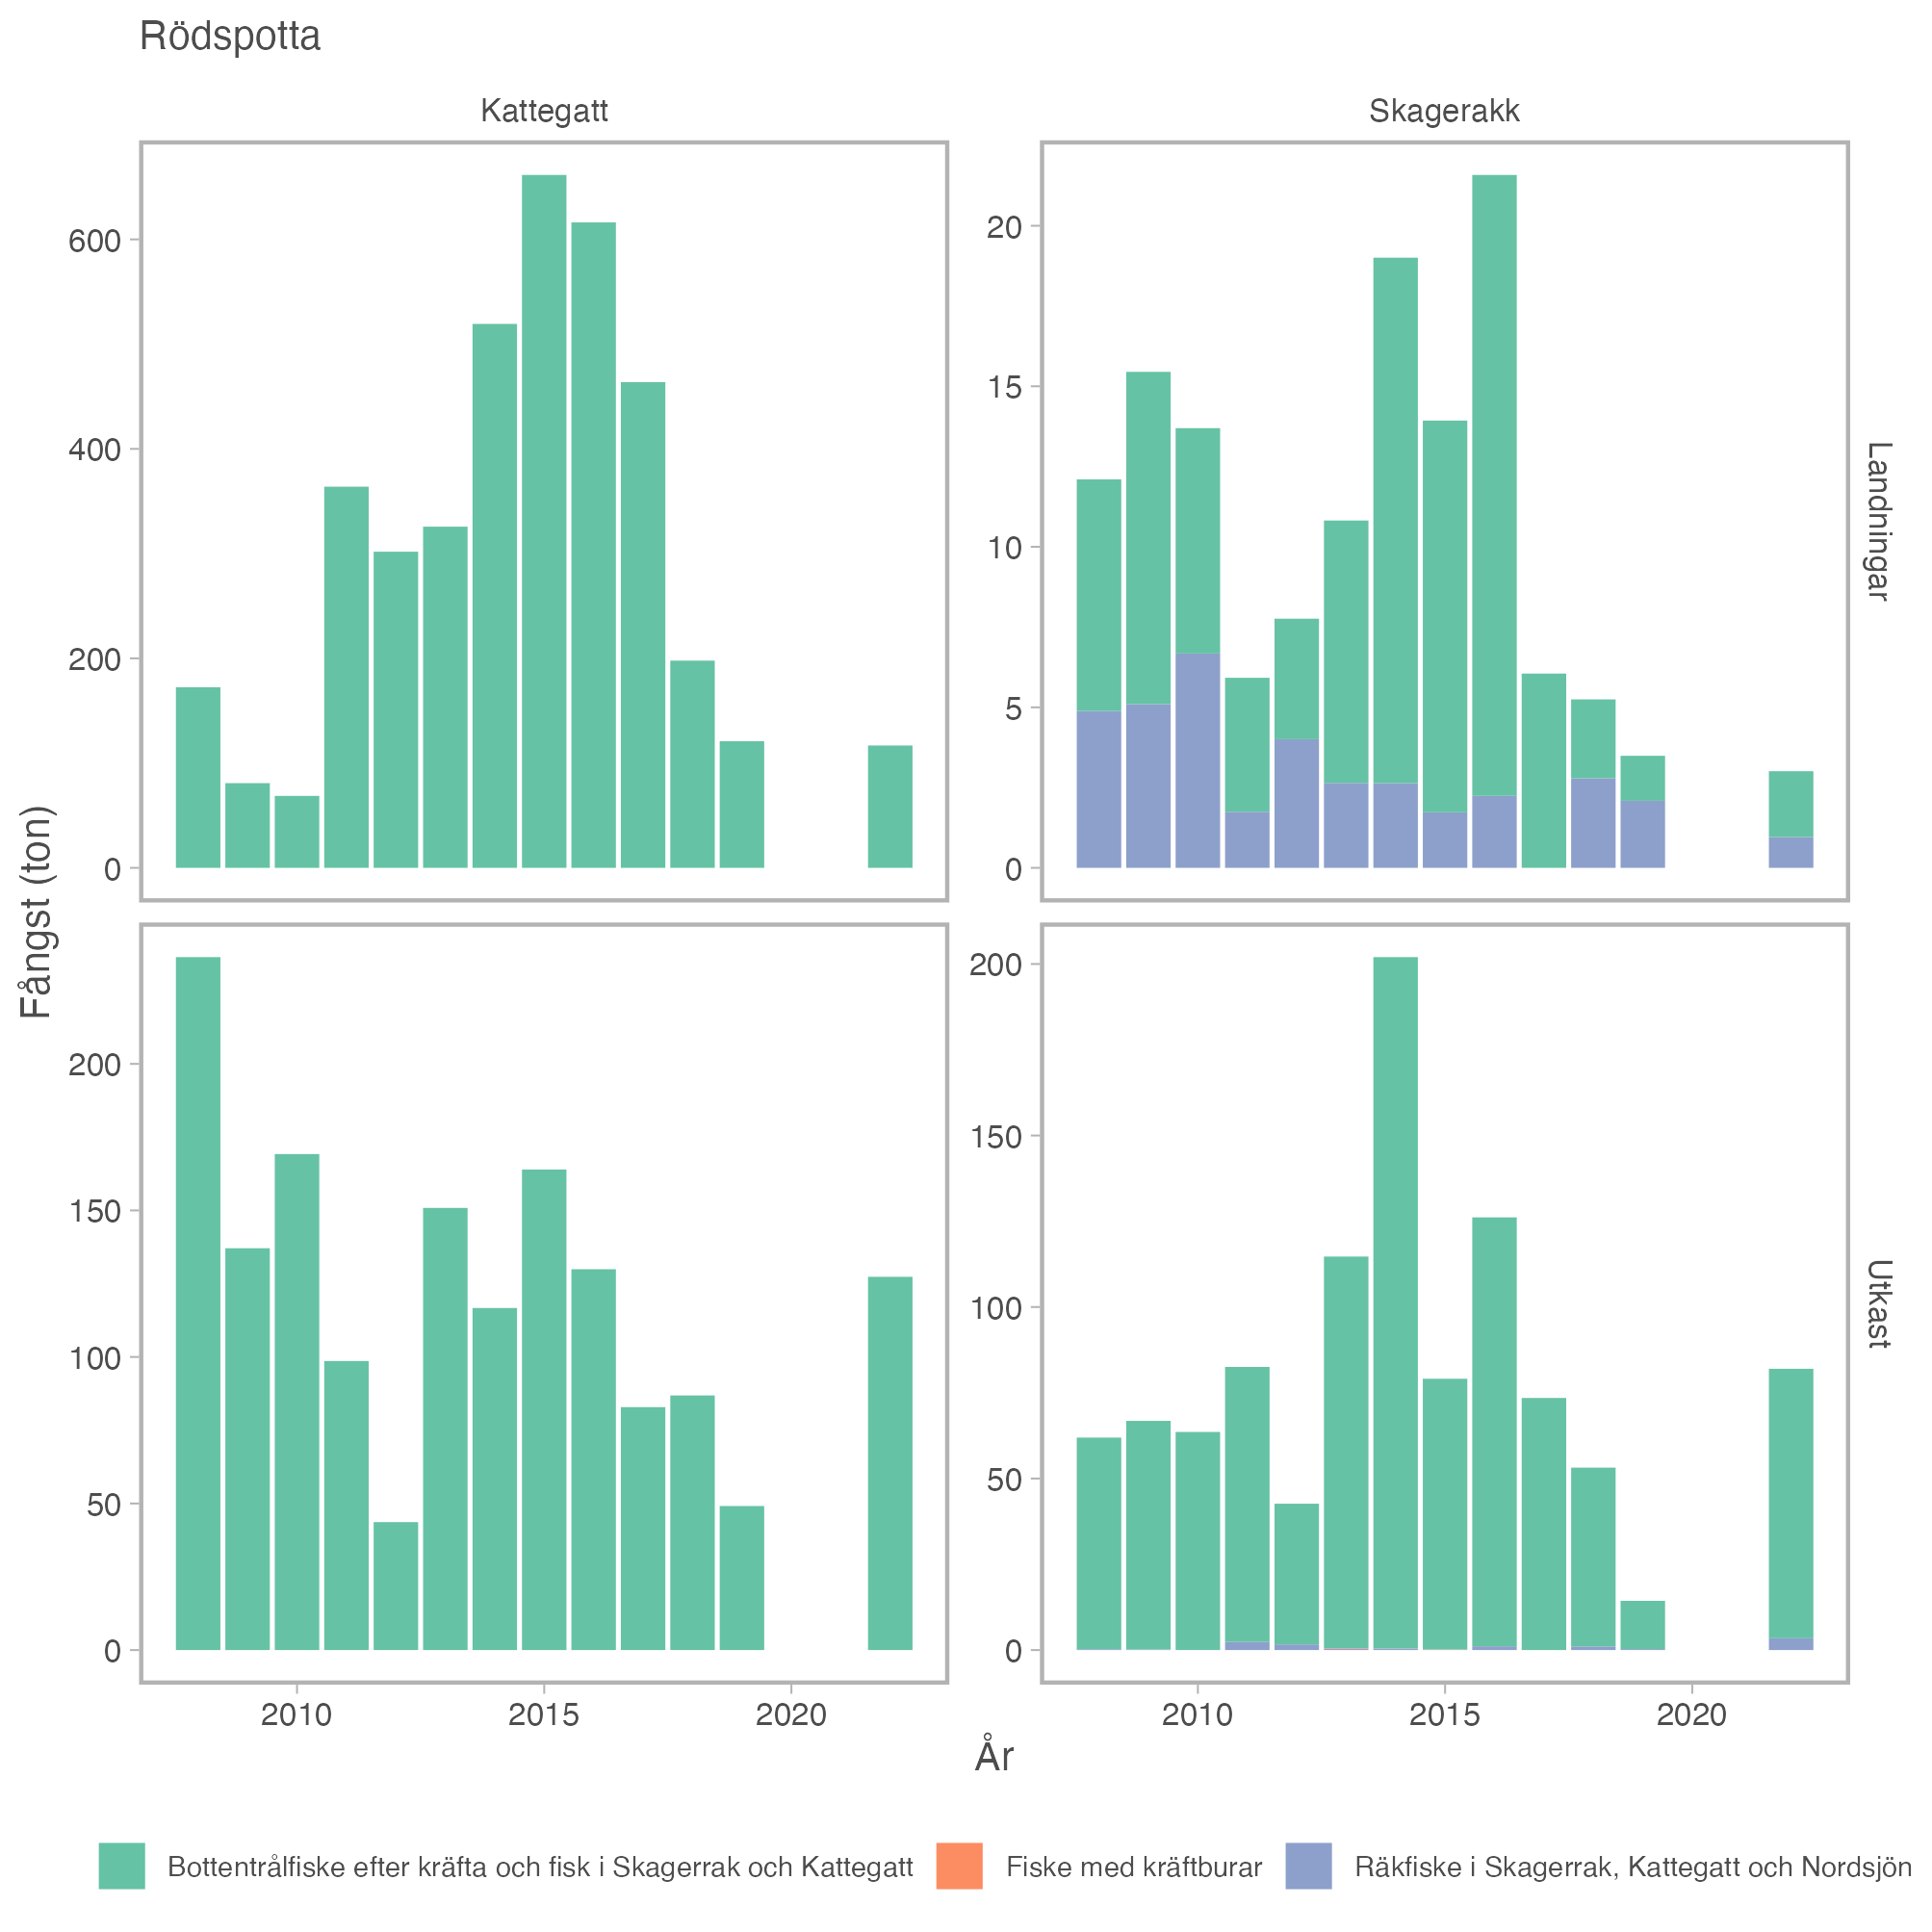 Rödspotta
Kattegatt
Skagerakk
600
400
200
0
20
15
10
5
0
Landningar
Fångst (ton)
200
150
100
50
0
200
150
100
50
0
Utkast
2010
2015
2020
2010
2015
2020
År
Bottentrålfiske efter kräfta och fisk i Skagerrak och Kattegatt
Fiske med kräftburar
Räkfiske i Skagerrak, Kattegatt och Nordsjön